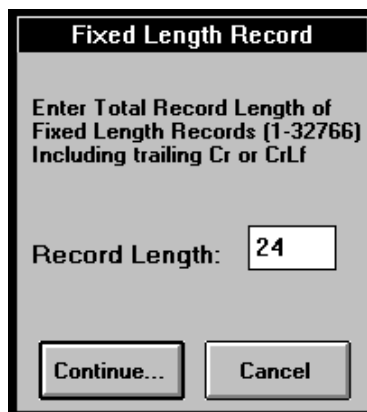 Fixed Length Record
Enter Total Record Length of
Fixed Length Records (1-32766)
Including trailing Cr or CrLf
Record Length: 24
Continue... Cancel